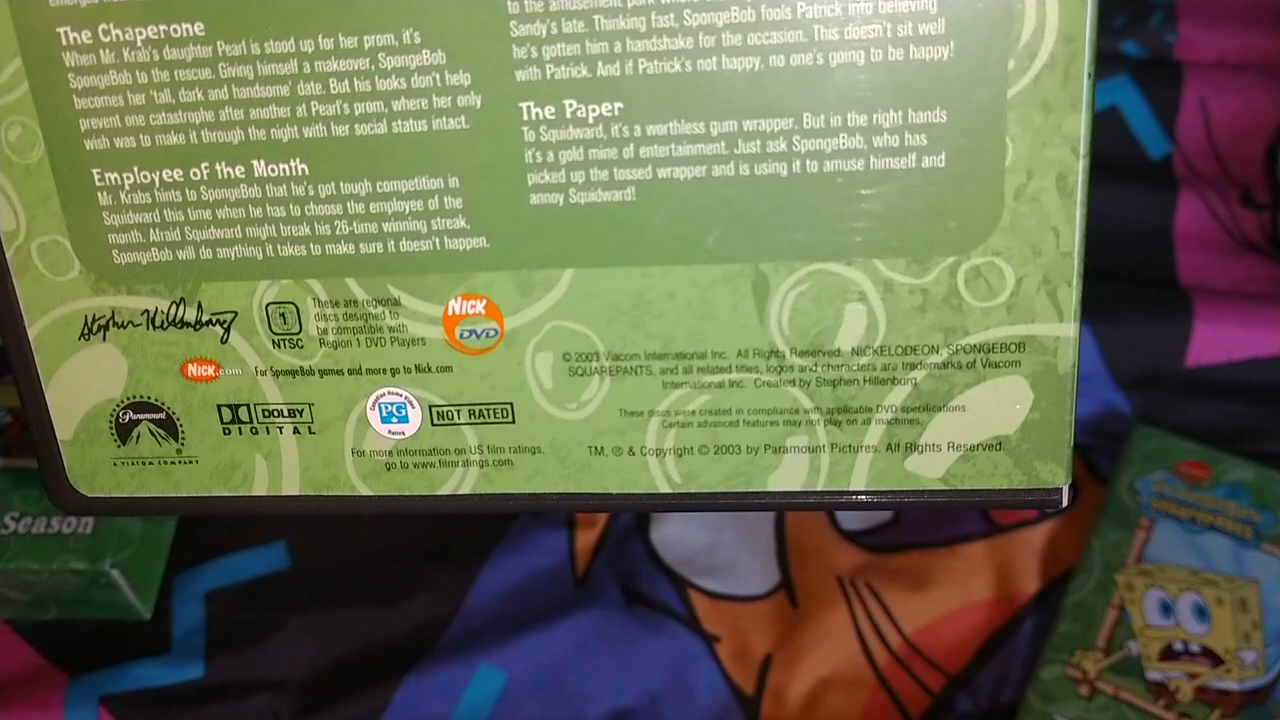 The Chaperone
When Mr. Krab's daughter Pearl is stood up for her prom, it's
SpongeBob to the rescue. Giving himself a makeover, SpongeBob
becomes her 'tall, dark and handsome' date. But his looks don't help
prevent one catastrophe after another at Pearl's prom, where her only
wish was to make it through the night with her social status intact.
Employee of the Month
Mr. Krabs hints to SpongeBob that he's got tough competition in
Squidward this time when he has to choose the employee of the
month. Afraid Squidward might break his 26-time winning streak,
SpongeBob will do anything it takes to make sure it doesn't happen.
to the amusement park
Sandy's late. Thinking fast, SpongeBob fools Patrick into believing
he's gotten him a handshake for the occasion. This doesn't sit well
with Patrick. And if Patrick's not happy, no one's going to be happy!
The Paper
To Squidward, it's a worthless gum wrapper. But in the right hands
it's a gold mine of entertainment. Just ask SpongeBob, who has
picked up the tossed wrapper and is using it to amuse himself and
annoy Squidward!
Stephen Hillenburg
1
NTSC
These are regional
discs designed to
be compatible with
Region 1 DVD Players
NICK
DVD
NICK.com
For SpongeBob games and more go to Nick.com
Paramount
®
A VIACOM COMPANY
DOLBY
DIGITAL
Canadian Home Video
PG
Rating
NOT RATED
For more information on US film ratings,
go to www.filmratings.com
© 2003 Viacom International Inc. All Rights Reserved. NICKELODEON, SPONGEBOB
SQUAREPANTS, and all related titles, logos and characters are trademarks of Viacom
International Inc. Created by Stephen Hillenburg.
These discs were created in compliance with applicable DVD specifications.
Certain advanced features may not play on all machines.
TM, ® & Copyright © 2003 by Paramount Pictures. All Rights Reserved.
Season